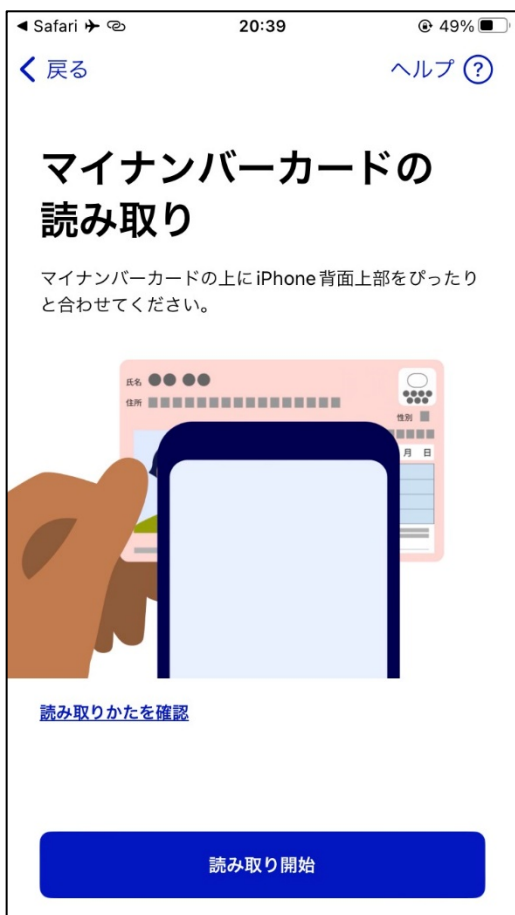 ◀ Safari
20:39
49%
戻る
ヘルプ ?
マイナンバーカードの
読み取り
マイナンバーカードの上にiPhone背面上部をぴったり
と合わせてください。
氏名
住所
性別
月 日
読み取りかたを確認
読み取り開始